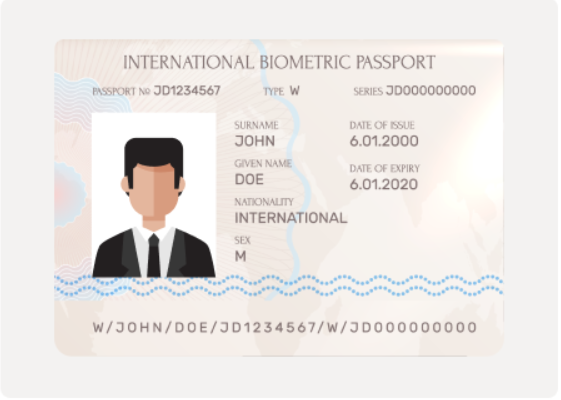 INTERNATIONAL BIOMETRIC PASSPORT
PASSPORT № JD1234567 TYPE W SERIES JD000000000
SURNAME
JOHN
GIVEN NAME
DOE
NATIONALITY
INTERNATIONAL
SEX
M
DATE OF ISSUE
6.01.2000
DATE OF EXPIRY
6.01.2020
W/JOHN/DOE/JD1234567/W/JD000000000